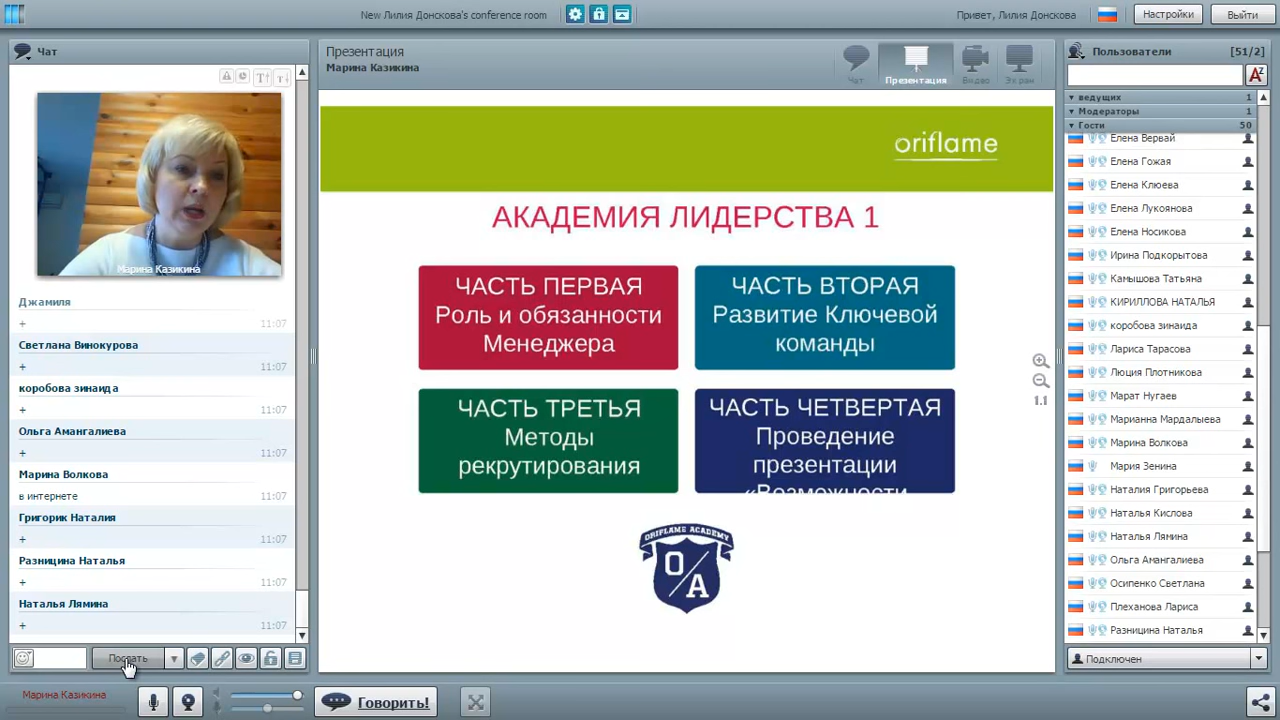 New Лилия Донскова's conference room
Привет, Лилия Донскова
Настройки
Выйти
Чат
Марина Казикина
Джамиля
+ 11:07
Светлана Винокурова
+ 11:07
коробова зинаида
+ 11:07
Ольга Амангалиева
+ 11:07
Марина Волкова
в интернете 11:07
Григорик Наталия
+ 11:07
Разницина Наталья
+ 11:07
Наталья Лямина
+ 11:07
Послать
Марина Казикина
Говорить!
Презентация
Марина Казикина
Чат
Презентация
Видео
Экран
oriflame
АКАДЕМИЯ ЛИДЕРСТВА 1
ЧАСТЬ ПЕРВАЯ
Роль и обязанности
Менеджера
ЧАСТЬ ВТОРАЯ
Развитие Ключевой
команды
ЧАСТЬ ТРЕТЬЯ
Методы
рекрутирования
ЧАСТЬ ЧЕТВЕРТАЯ
Проведение
презентации
«Возможности
ORIFLAME ACADEMY
O/A
1.1
Пользователи [51/2]
ведущих 1
Модераторы 1
Гости 50
Елена Вервай
Елена Гожая
Елена Клюева
Елена Лукоянова
Елена Носикова
Ирина Подкорытова
Камышова Татьяна
КИРИЛЛОВА НАТАЛЬЯ
коробова зинаида
Лариса Тарасова
Люция Плотникова
Марат Нугаев
Марианна Мардалыева
Марина Волкова
Мария Зенина
Наталия Григорьева
Наталья Кислова
Наталья Лямина
Ольга Амангалиева
Осипенко Светлана
Плеханова Лариса
Разницина Наталья
Подключен